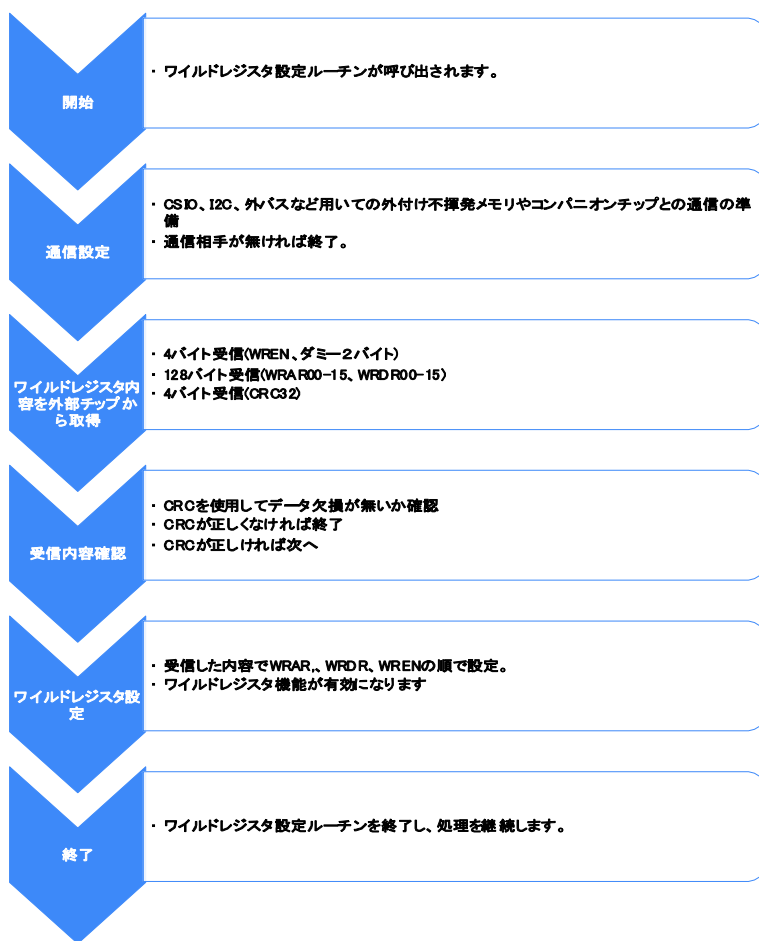 開始
・ ワイルドレジスタ設定ルーチンが呼び出されます。
通信設定
・ CSIO、I2C、外バスなど用いての外付け不揮発メモリやコンパニオンチップとの通信の準
備
・ 通信相手が無ければ終了。
ワイルドレジスタ内
容を外部チップか
ら取得
・ 4バイト受信(WREN、ダミー2バイト)
・ 128バイト受信(WRAR00-15、WRDR00-15)
・ 4バイト受信(CRC32)
受信内容確認
・ CRCを使用してデータ欠損が無いか確認
・ CRCが正しくなければ終了
・ CRCが正しければ次へ
ワイルドレジスタ設
定
・ 受信した内容でWRAR,、WRDR、WRENの順で設定。
・ ワイルドレジスタ機能が有効になります
終了
・ ワイルドレジスタ設定ルーチンを終了し、処理を継続します。